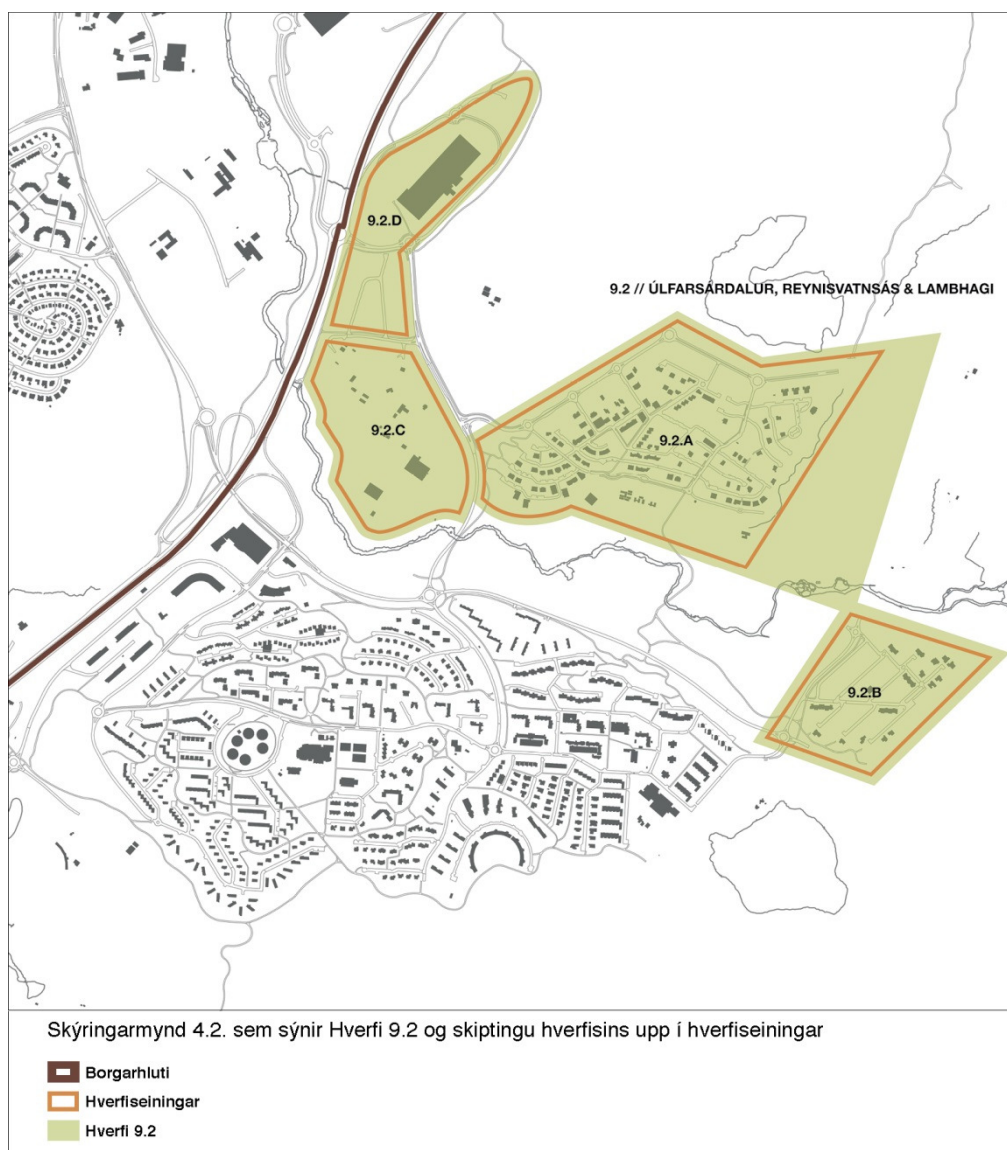 9.2.D
9.2 // ÚLFARSÁRDALUR, REYNISVATNSÁS & LAMBHAGI
9.2.C
9.2.A
9.2.B
Skýringarmynd 4.2. sem sýnir Hverfi 9.2 og skiptingu hverfisins upp í hverfiseiningar
Borgarhluti
Hverfiseiningar
Hverfi 9.2